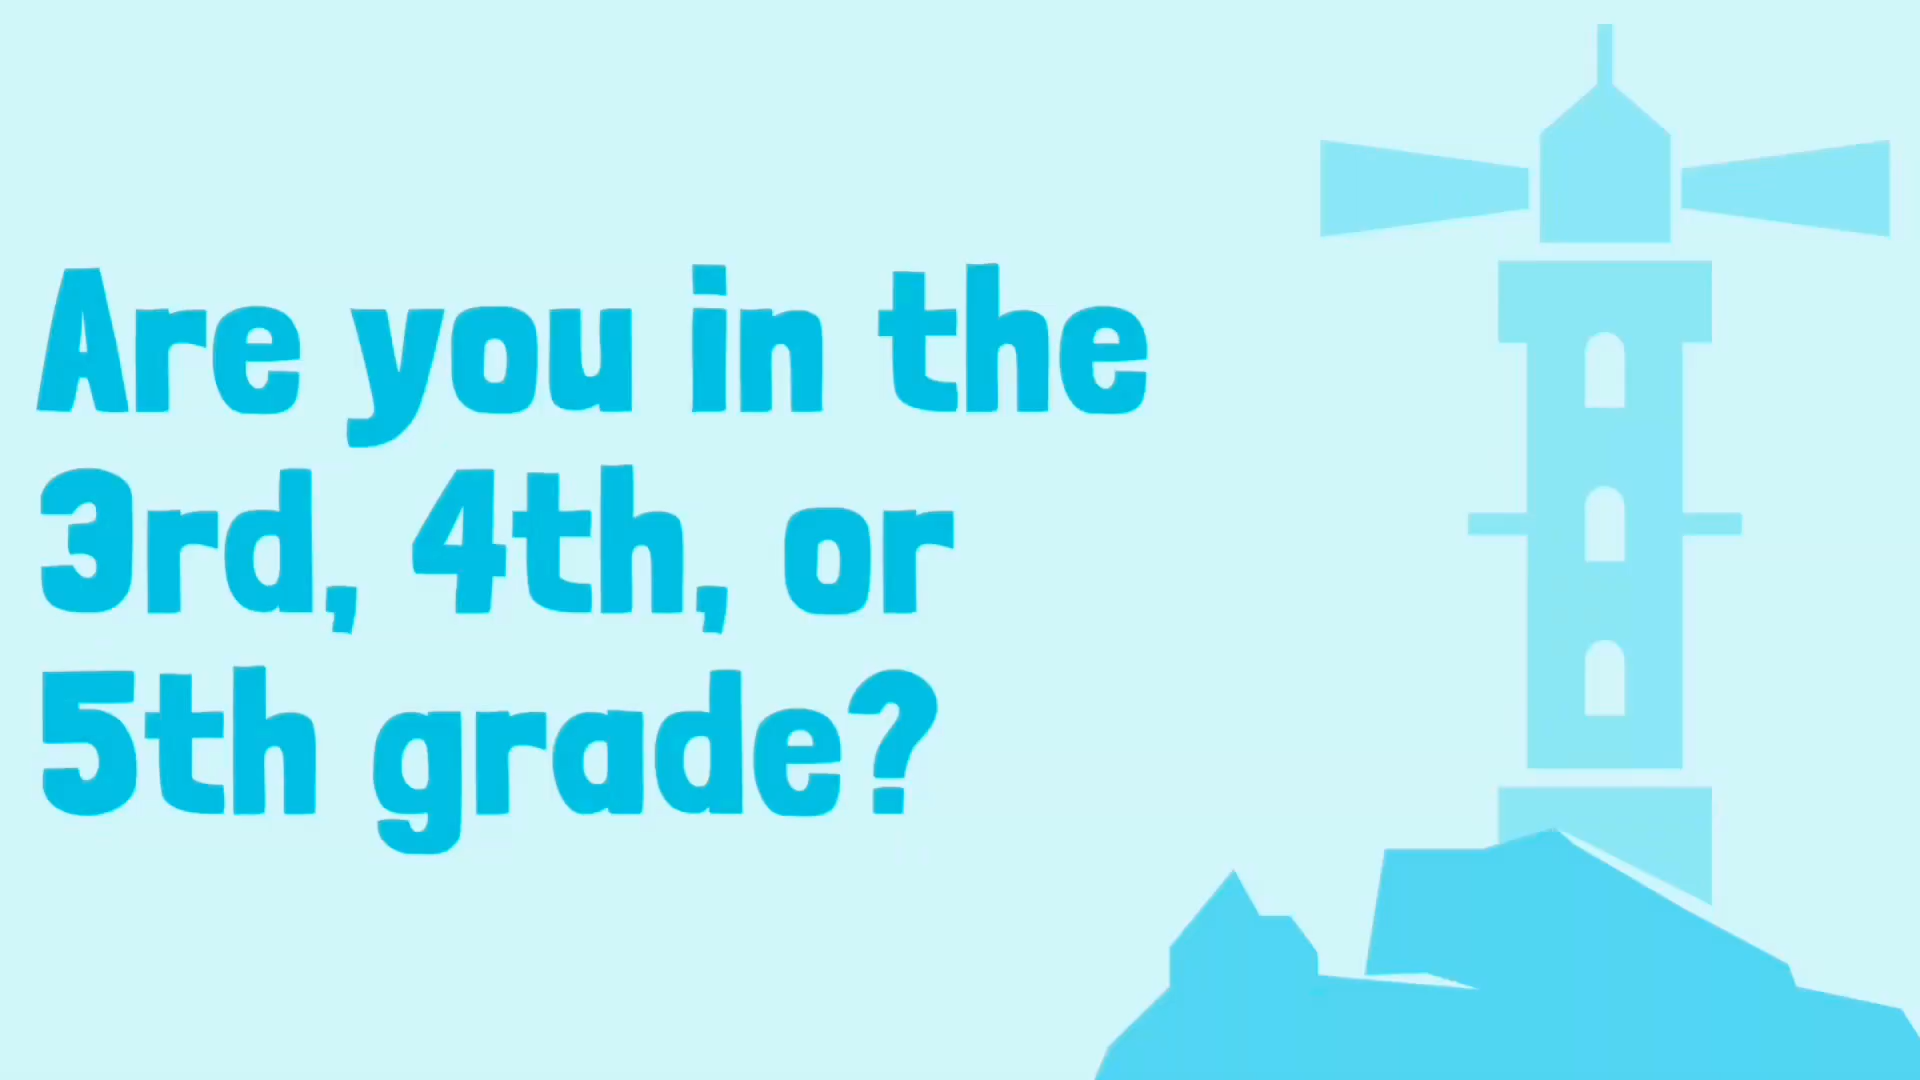 Are you in the
3rd, 4th, or
5th grade?